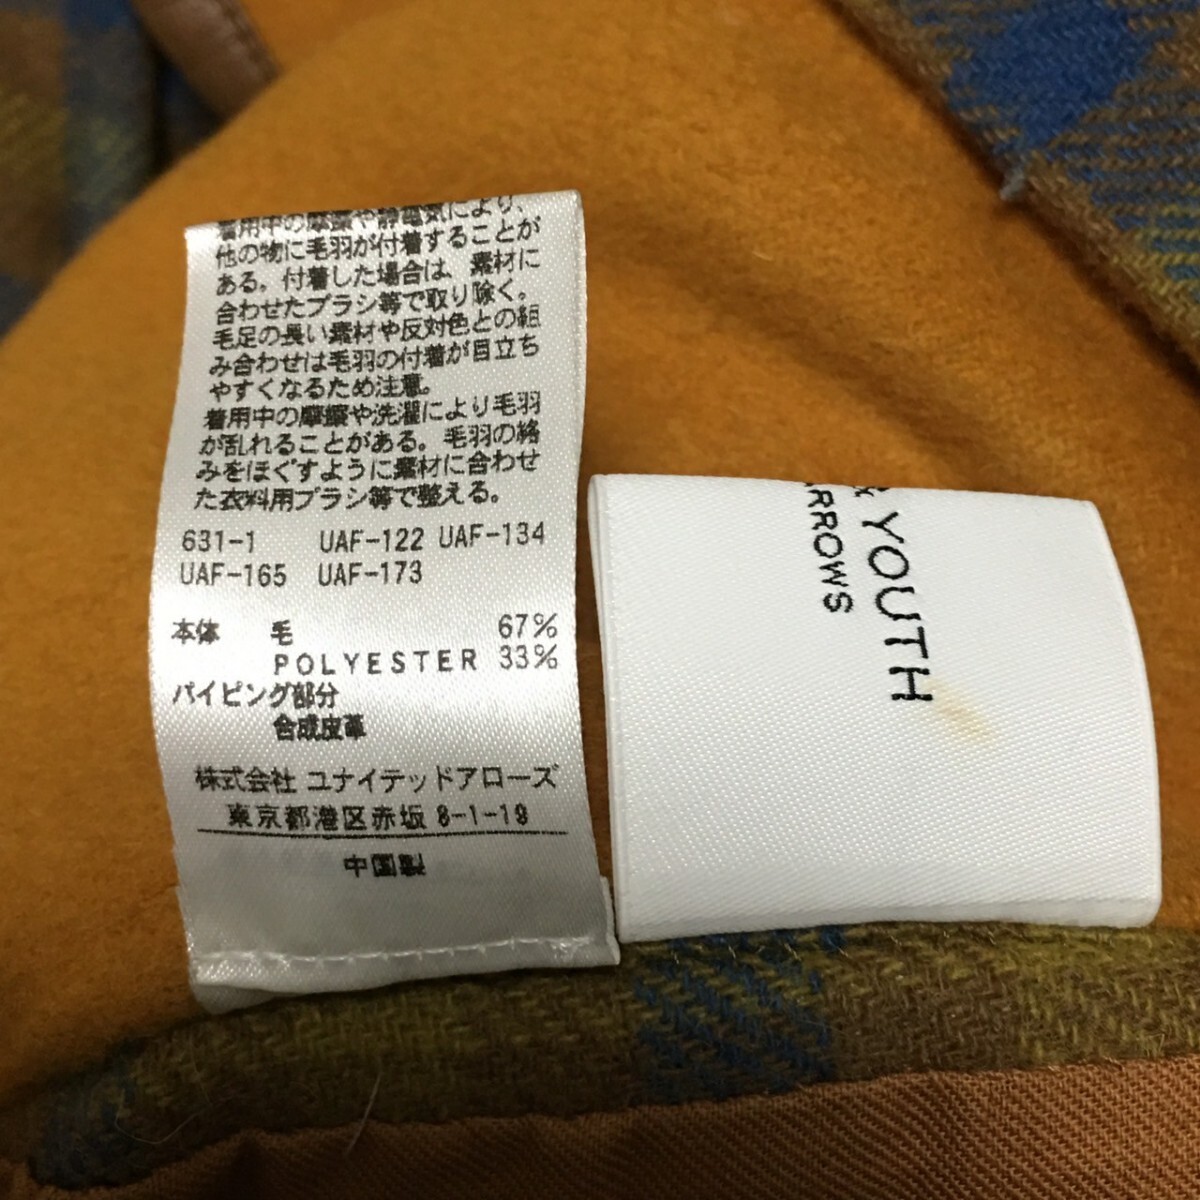 着用中の摩擦や静電気により、
他の物に毛羽が付着することが
ある。付着した場合は、素材に
合わせたブラシ等で取り除く。
毛足の長い素材や反対色との組
み合わせは毛羽の付着が目立ち
やすくなるため注意。
着用中の摩擦や洗濯により毛羽
が乱れることがある。毛羽の絡
みをほぐすように素材に合わせ
た衣料用ブラシ等で整える。
631-1 UAF-122 UAF-134
UAF-165 UAF-173
本体 毛 67%
POLYESTER 33%
パイピング部分
合成皮革
株式会社 ユナイテッドアローズ
東京都港区赤坂 8-1-19
中国製
& YOUTH
ARROWS